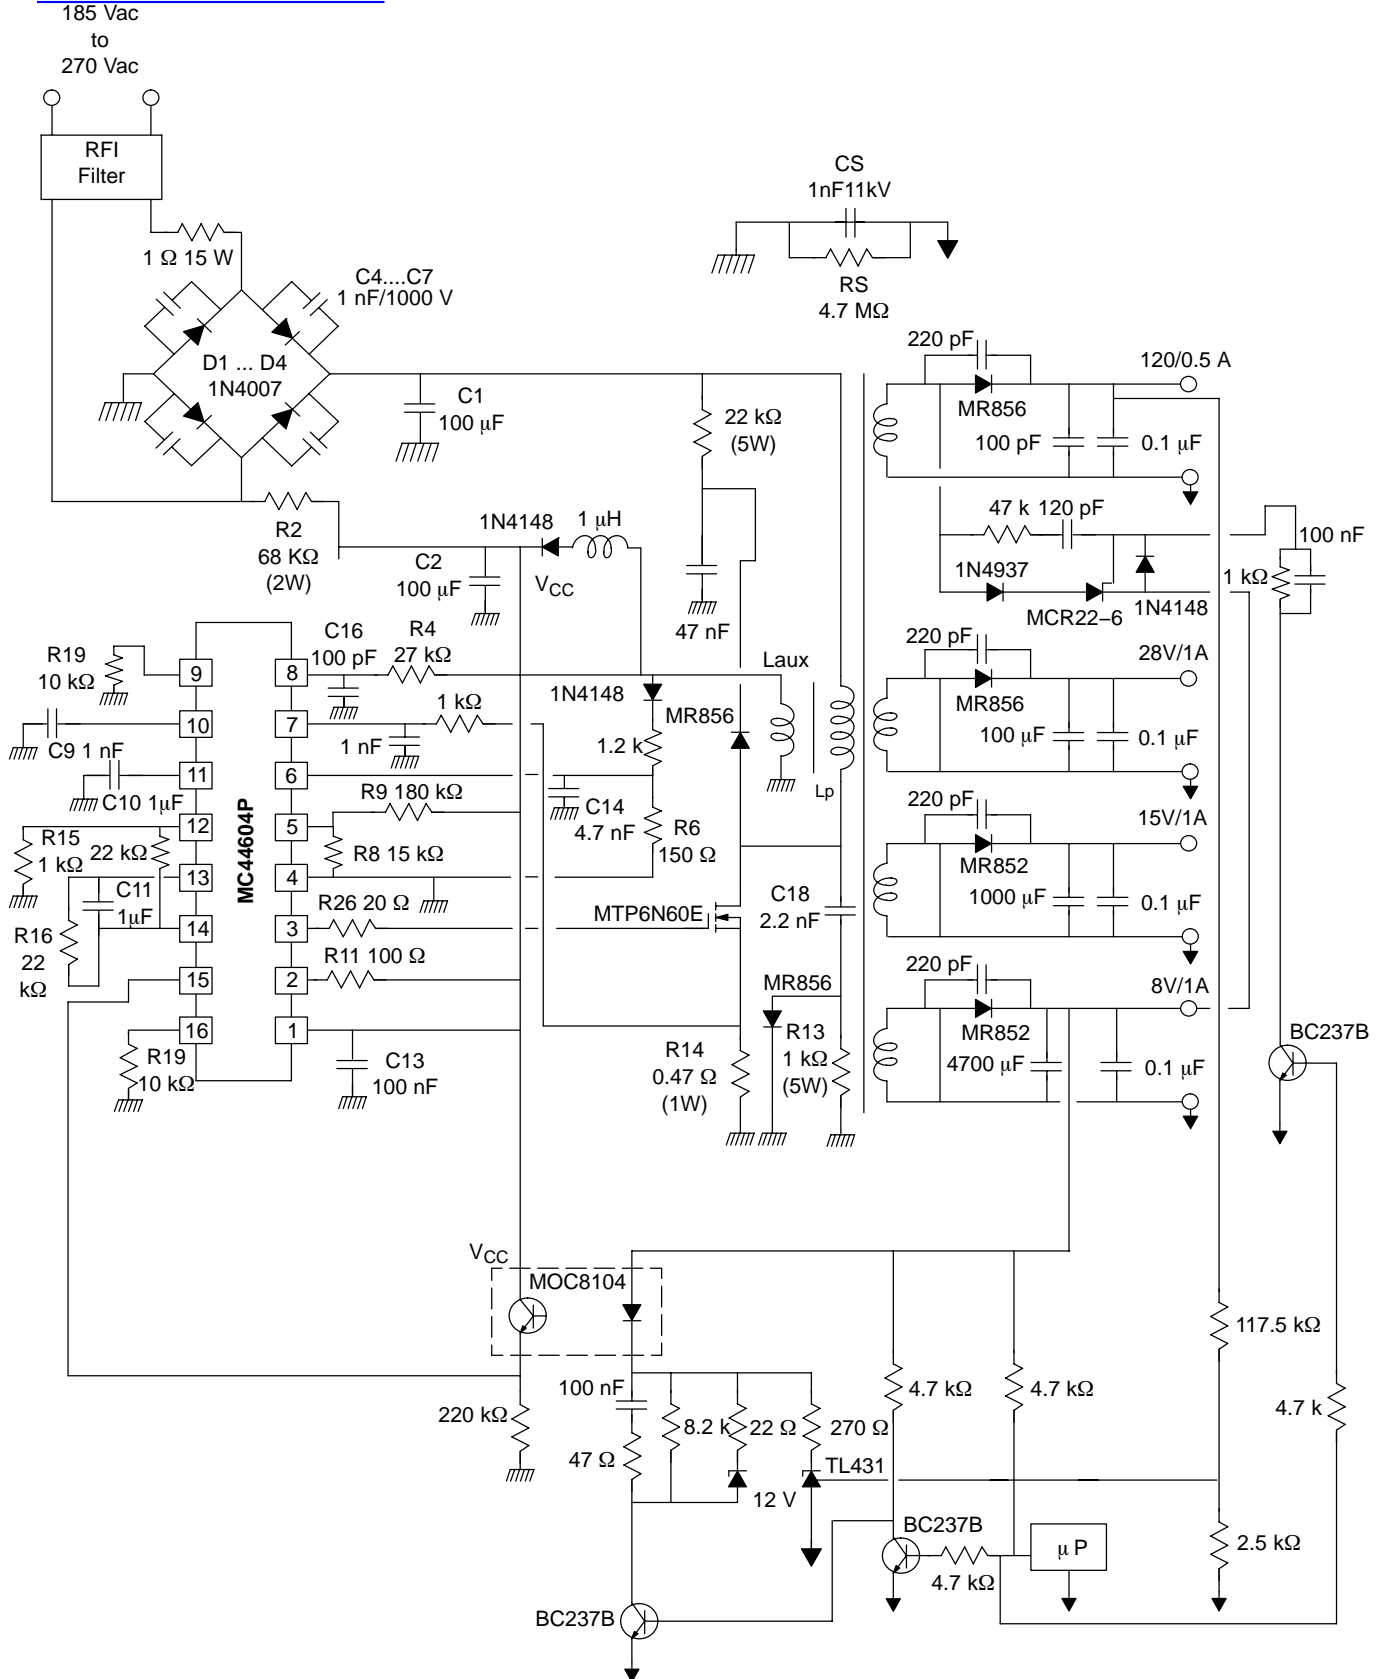 185 Vac
to
270 Vac
RFI
Filter
1 Ω 15 W
C4....C7
1 nF/1000 V
D1 ... D4
1N4007
CS
1nF11kV
RS
4.7 MΩ
C1
100 µF
22 kΩ
(5W)
220 pF
MR856
120/0.5 A
100 pF
0.1 µF
R2
68 KΩ
(2W)
1N4148
1 µH
C2
100 µF
VCC
47 nF
47 k
120 pF
1N4937
MCR22–6
1N4148
100 nF
1 kΩ
R19
10 kΩ
C9 1 nF
C10 1µF
R15
1 kΩ
22 kΩ
C11
1µF
R16
22
kΩ
R19
10 kΩ
9
10
11
12
13
14
15
16
MC44604P
8
7
6
5
4
3
2
1
C16
100 pF
R4
27 kΩ
1 kΩ
1 nF
R9 180 kΩ
R8 15 kΩ
R26 20 Ω
R11 100 Ω
C13
100 nF
1N4148
MR856
1.2 k
C14
4.7 nF
R6
150 Ω
Laux
Lp
MTP6N60E
C18
2.2 nF
MR856
R14
0.47 Ω
(1W)
R13
1 kΩ
(5W)
220 pF
MR856
28V/1A
100 µF
0.1 µF
220 pF
MR852
15V/1A
1000 µF
0.1 µF
220 pF
MR852
8V/1A
4700 µF
0.1 µF
BC237B
VCC
MOC8104
220 kΩ
100 nF
47 Ω
8.2 k
22 Ω
270 Ω
12 V
TL431
4.7 kΩ
4.7 kΩ
117.5 kΩ
4.7 k
BC237B
4.7 kΩ
µ P
2.5 kΩ
BC237B